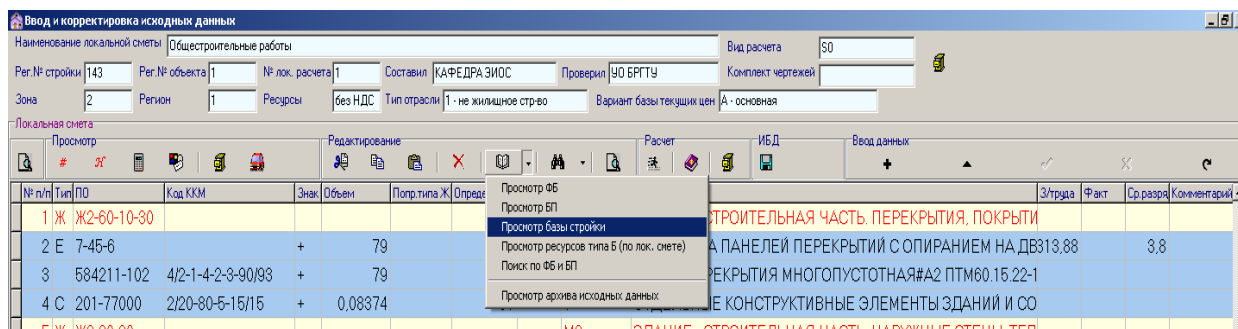 Ввод и корректировка исходных данных
Наименование локальной сметы Общестроительные работы Вид расчета S0
Рег.№ стройки 143 Рег.№ объекта 1 № лок. расчета 1 Составил КАФЕДРА ЭИОС Проверил УО БРГТУ Комплект чертежей
Зона 2 Регион 1 Ресурсы без НДС Тип отрасли 1 - не жилищное стр-во Вариант базы текущих цен А - основная
Локальная смета
Просмотр Редактирование Расчет ИБД Ввод данных
№ п/п Тип ПО Код ККМ Знак Объем Попр.типа Ж Опреде З/труда Факт Ср.разря Комментарий
Просмотр ФБ
Просмотр БП
Просмотр базы стройки
Просмотр ресурсов типа Б (по лок. смете)
Поиск по ФБ и БП
Просмотр архива исходных данных
1 Ж Ж2-60-10-30 СТРОИТЕЛЬНАЯ ЧАСТЬ. ПЕРЕКРЫТИЯ, ПОКРЫТИ
2 Е 7-45-6 + 79 А ПАНЕЛЕЙ ПЕРЕКРЫТИЙ С ОПИРАНИЕМ НА ДВ 313,88 3,8
3 584211-102 4/2-1-4-2-3-90/93 + 79 РЕКРЫТИЯ МНОГОПУСТОТНАЯ#А2 ПТМ60.15.22-1
4 С 201-77000 2/20-80-5-15/15 + 0,08374 ЫЕ КОНСТРУКТИВНЫЕ ЭЛЕМЕНТЫ ЗДАНИЙ И СО